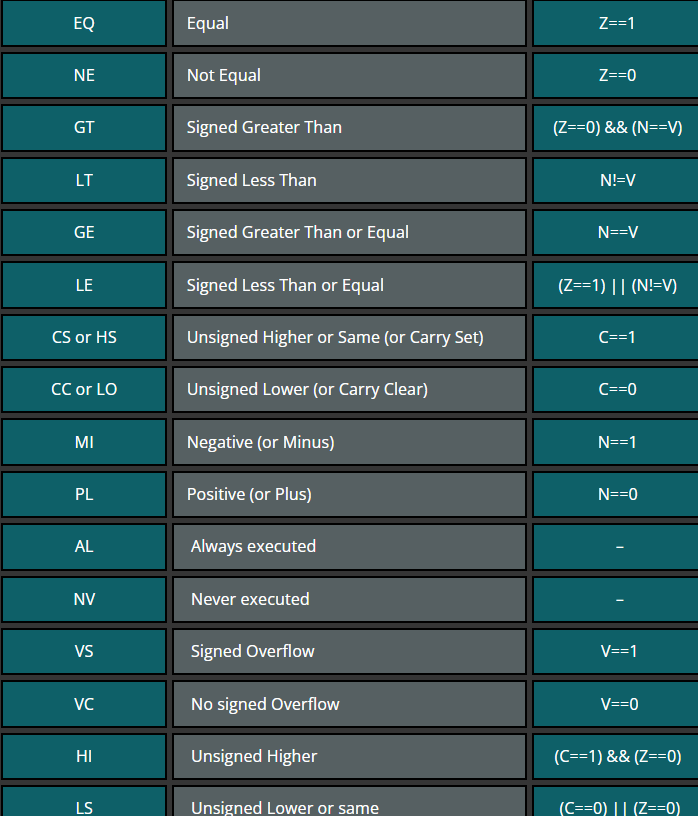 EQ Equal Z==1
NE Not Equal Z==0
GT Signed Greater Than (Z==0) && (N==V)
LT Signed Less Than N!=V
GE Signed Greater Than or Equal N==V
LE Signed Less Than or Equal (Z==1) || (N!=V)
CS or HS Unsigned Higher or Same (or Carry Set) C==1
CC or LO Unsigned Lower (or Carry Clear) C==0
MI Negative (or Minus) N==1
PL Positive (or Plus) N==0
AL Always executed –
NV Never executed –
VS Signed Overflow V==1
VC No signed Overflow V==0
HI Unsigned Higher (C==1) && (Z==0)
LS Unsigned Lower or same (C==0) || (Z==0)